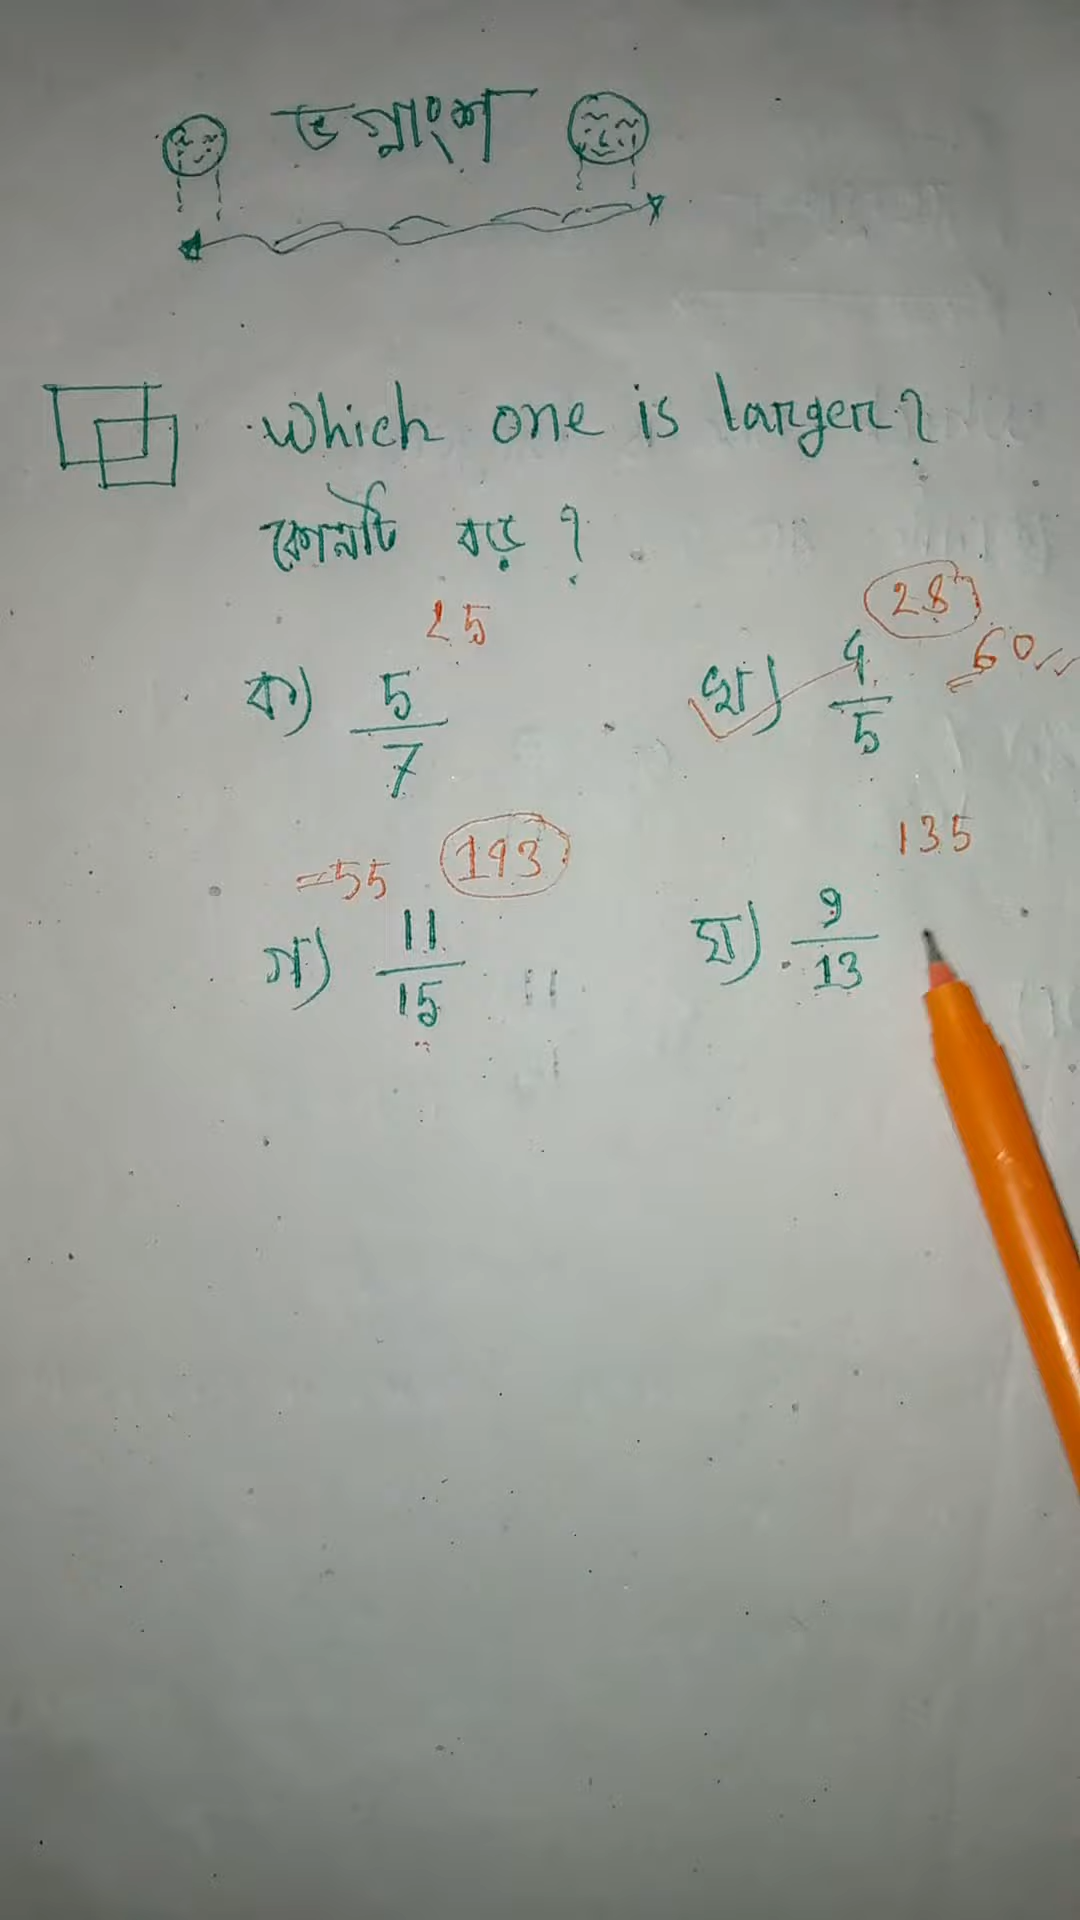 ভগ্নাংশ
Which one is larger?
কোনটি বড় ?
25 28
ক) 5/7 খ) 4/5 = 60
= 55 143 135
গ) 11/15 ঘ) 9/13